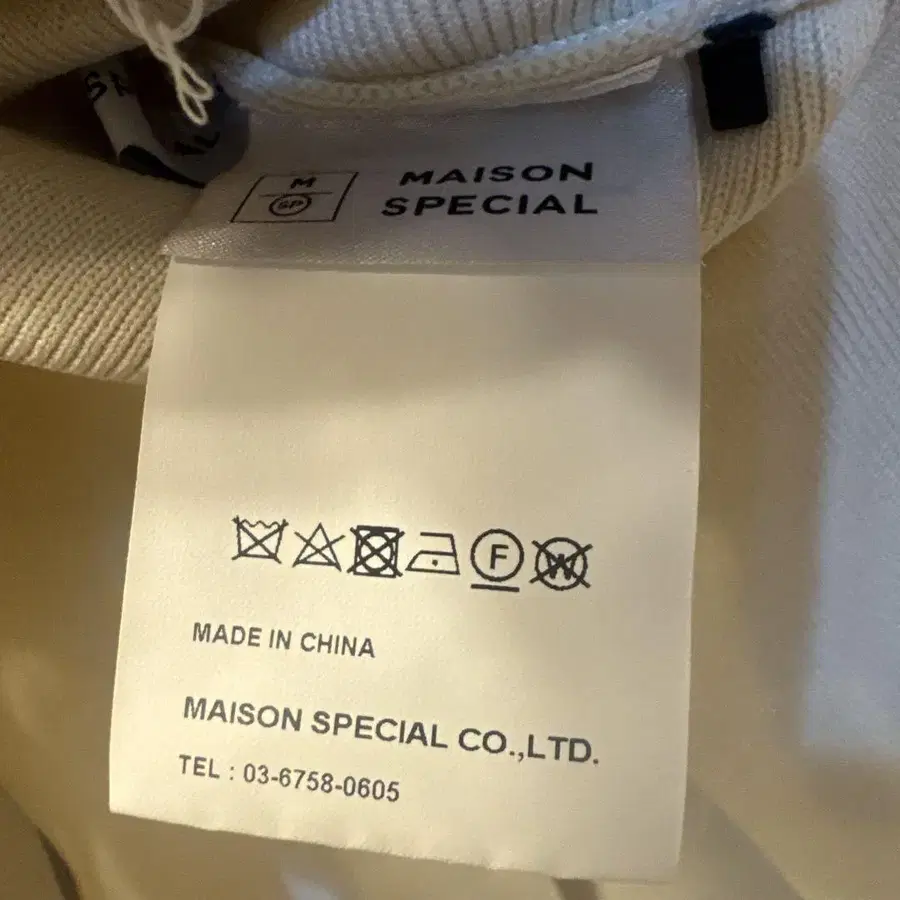 M
SP
MAISON
SPECIAL
F
W
MADE IN CHINA
MAISON SPECIAL CO.,LTD.
TEL : 03-6758-0605